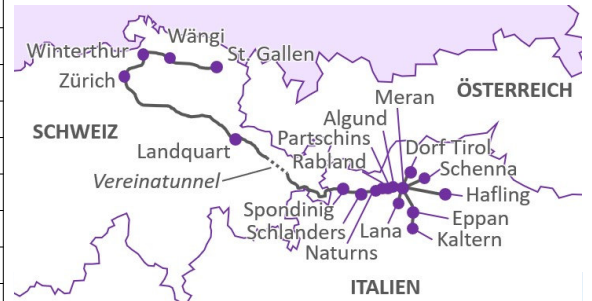 Wängi
Winterthur
St. Gallen
Zürich
Meran
ÖSTERREICH
Algund
SCHWEIZ
Partschins
Dorf Tirol
Landquart
Rabland
Schenna
Vereinatunnel
Hafling
Spondinig
Eppan
Schlanders
Lana
Kaltern
Naturns
ITALIEN